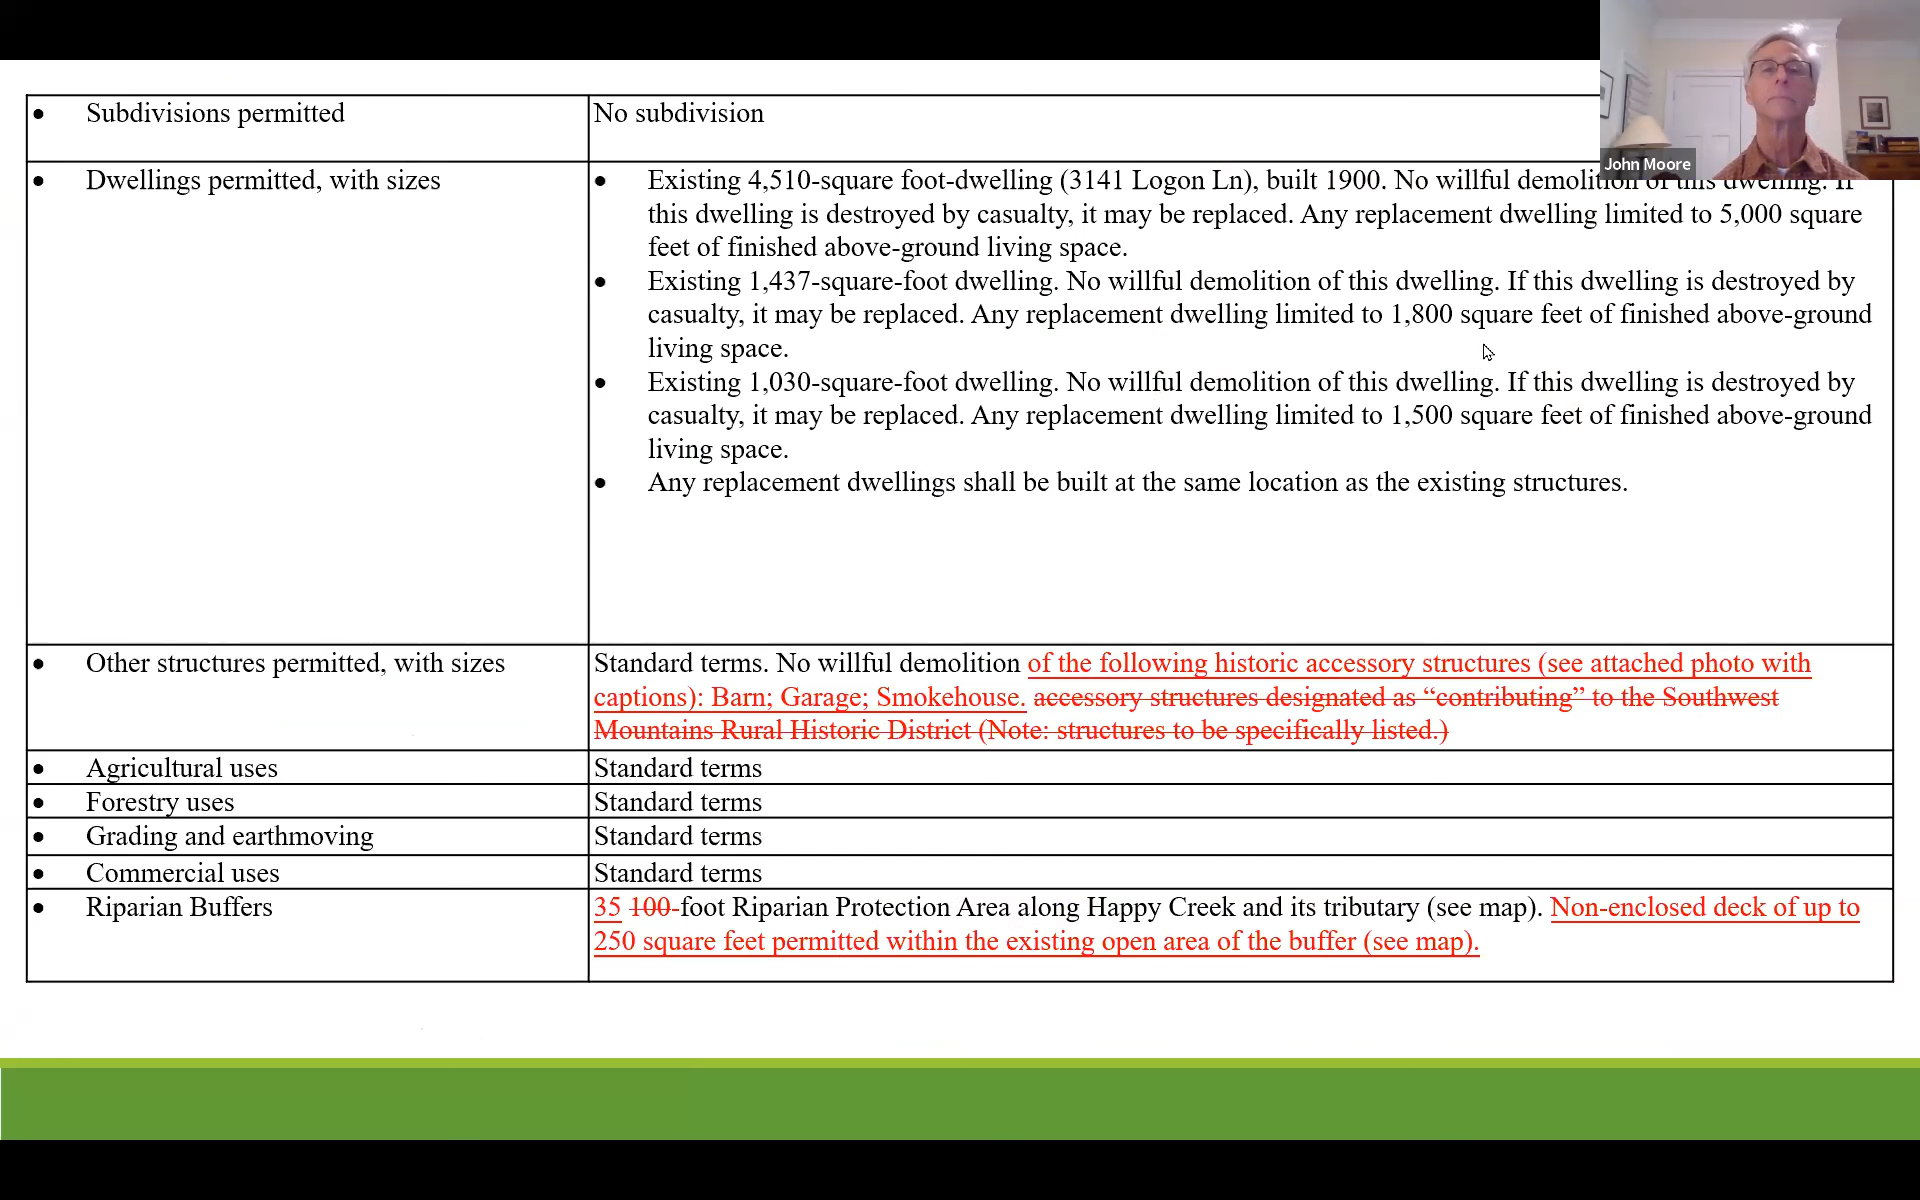 • Subdivisions permitted
No subdivision
John Moore
• Dwellings permitted, with sizes
• Existing 4,510-square foot-dwelling (3141 Logon Ln), built 1900. No willful demolition of this dwelling. If
this dwelling is destroyed by casualty, it may be replaced. Any replacement dwelling limited to 5,000 square
feet of finished above-ground living space.
• Existing 1,437-square-foot dwelling. No willful demolition of this dwelling. If this dwelling is destroyed by
casualty, it may be replaced. Any replacement dwelling limited to 1,800 square feet of finished above-ground
living space.
• Existing 1,030-square-foot dwelling. No willful demolition of this dwelling. If this dwelling is destroyed by
casualty, it may be replaced. Any replacement dwelling limited to 1,500 square feet of finished above-ground
living space.
• Any replacement dwellings shall be built at the same location as the existing structures.
• Other structures permitted, with sizes
Standard terms. No willful demolition of the following historic accessory structures (see attached photo with
captions): Barn; Garage; Smokehouse. accessory structures designated as “contributing” to the Southwest
Mountains Rural Historic District (Note: structures to be specifically listed.)
• Agricultural uses
Standard terms
• Forestry uses
Standard terms
• Grading and earthmoving
Standard terms
• Commercial uses
Standard terms
• Riparian Buffers
35 100-foot Riparian Protection Area along Happy Creek and its tributary (see map). Non-enclosed deck of up to
250 square feet permitted within the existing open area of the buffer (see map).